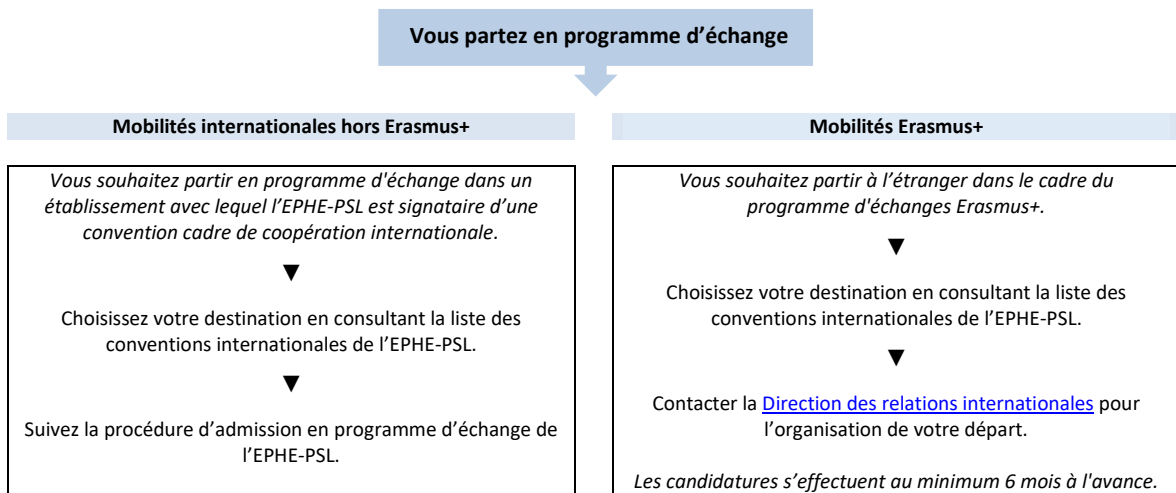 Vous partez en programme d’échange
Mobilités internationales hors Erasmus+
Vous souhaitez partir en programme d'échange dans un
établissement avec lequel l’EPHE-PSL est signataire d’une
convention cadre de coopération internationale.
▼
Choisissez votre destination en consultant la liste des
conventions internationales de l’EPHE-PSL.
▼
Suivez la procédure d’admission en programme d’échange de
l’EPHE-PSL.
Mobilités Erasmus+
Vous souhaitez partir à l’étranger dans le cadre du
programme d'échanges Erasmus+.
▼
Choisissez votre destination en consultant la liste des
conventions internationales de l’EPHE-PSL.
▼
Contacter la Direction des relations internationales pour
l’organisation de votre départ.
Les candidatures s’effectuent au minimum 6 mois à l'avance.